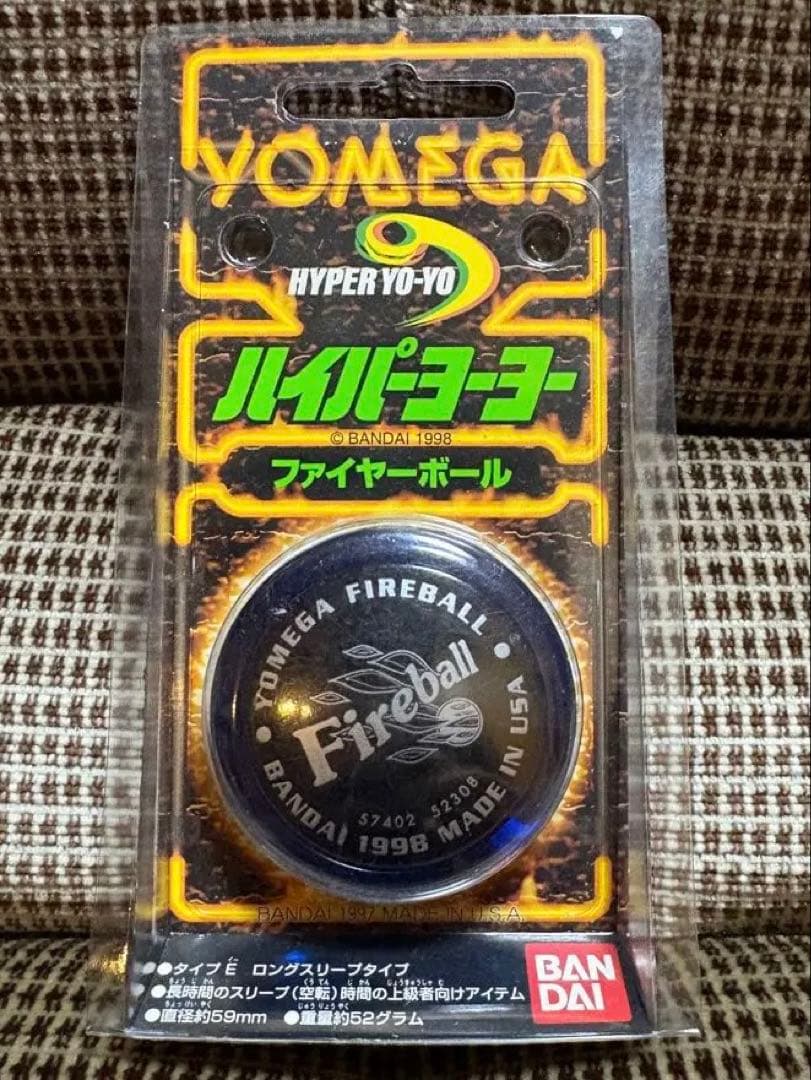 YOMEGA
HYPER YO-YO
ハイパーヨーヨー
© BANDAI 1998
ファイヤーボール
YOMEGA FIREBALL
Fireball
57402 52308
BANDAI 1998 MADE IN USA
BANDAI 1997 MADE IN U.S.A.
●タイプE ロングスリープタイプ
●長時間のスリープ(空転)時間の上級者向けアイテム
●直径約59mm ●重量約52グラム
BAN
DAI